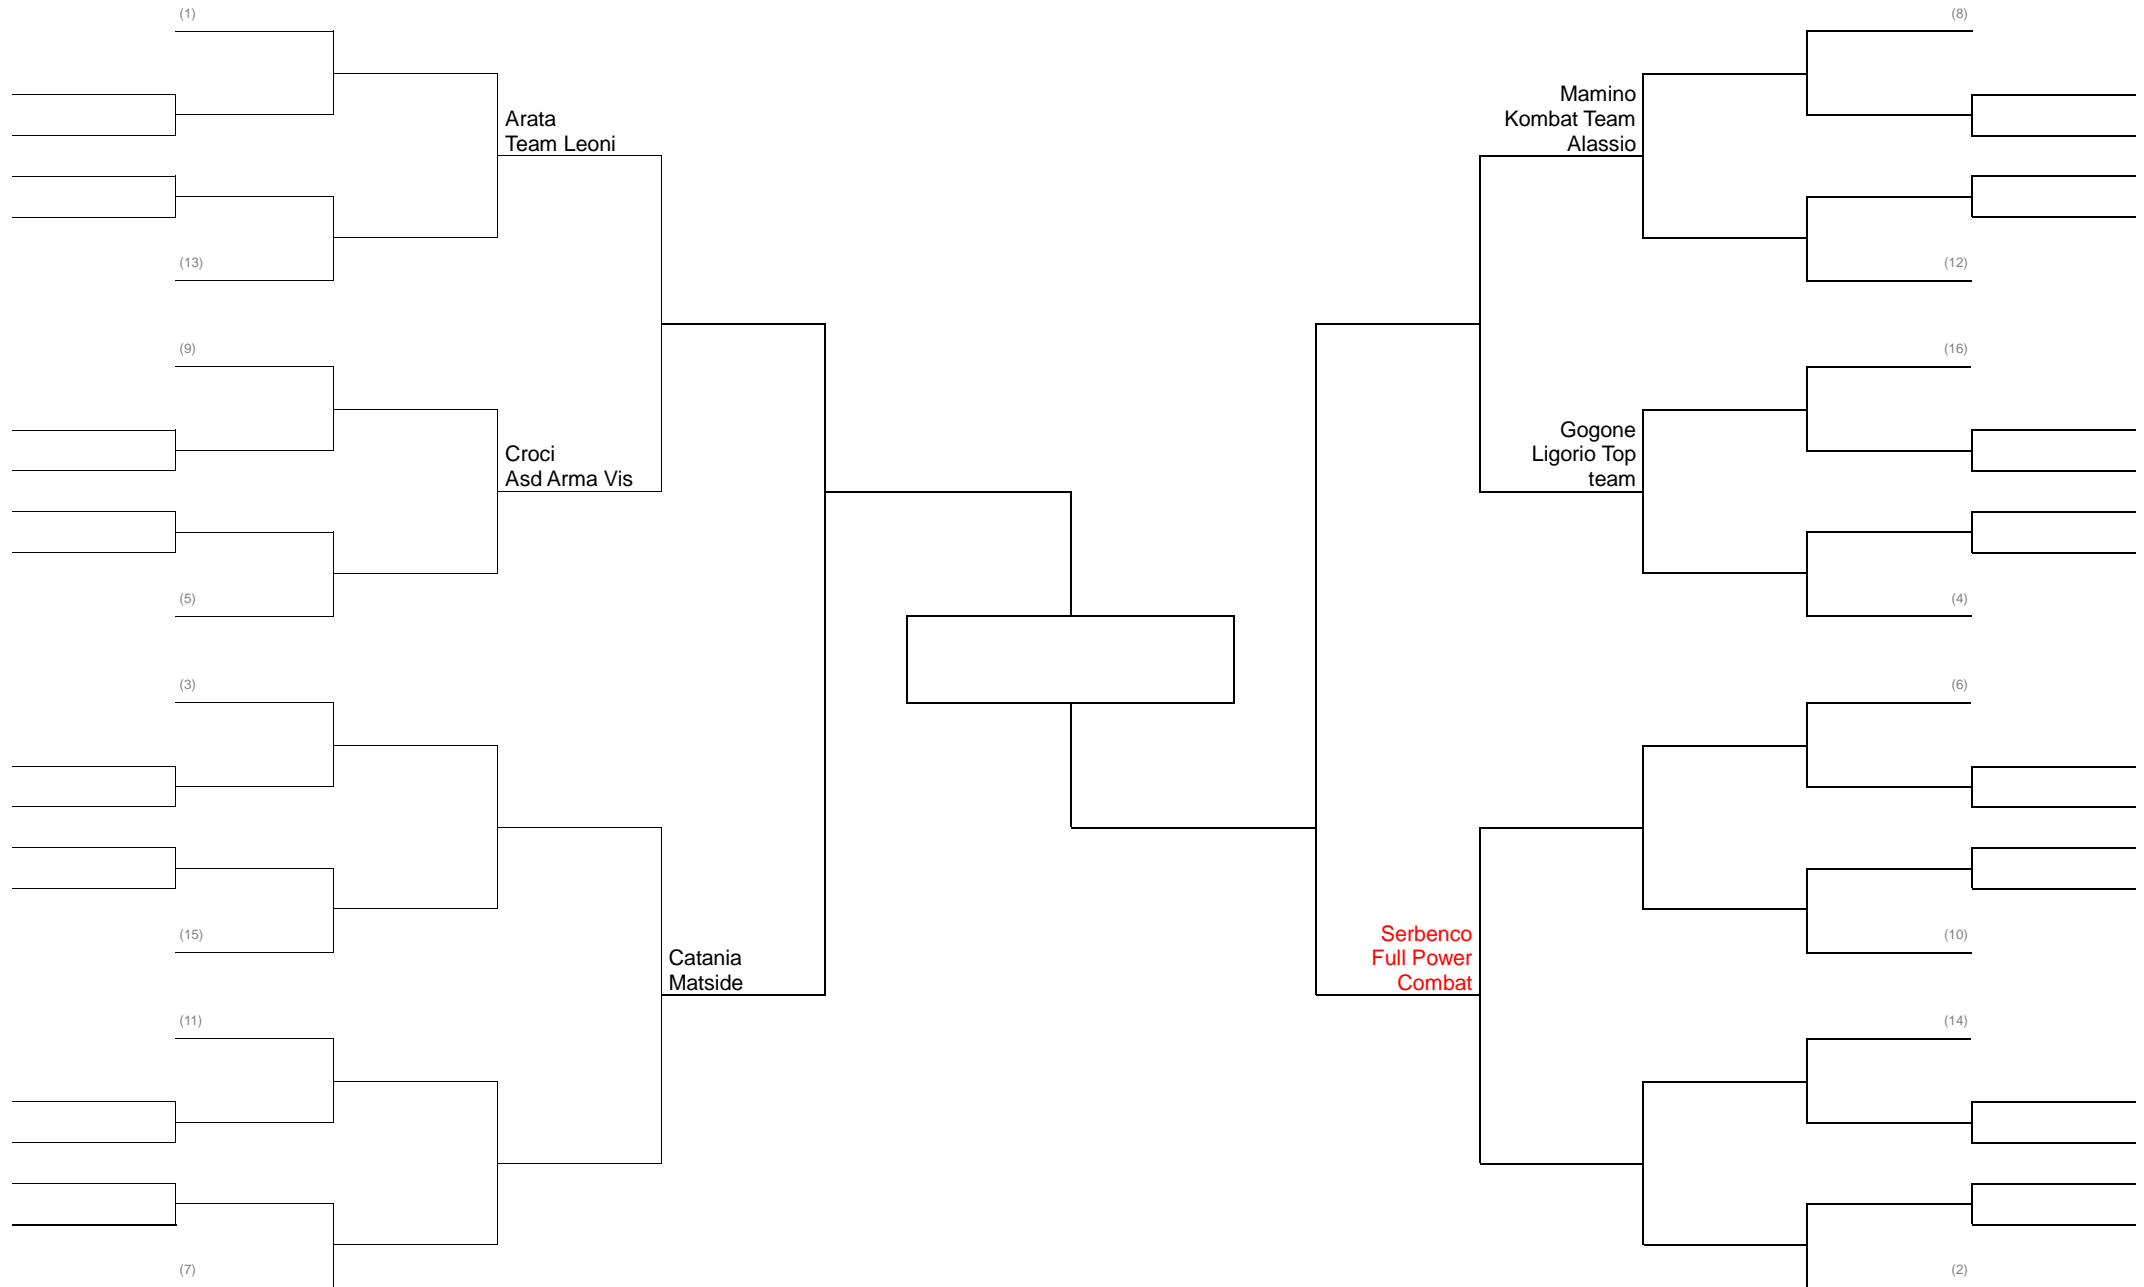 (1)
(8)
Arata
Team Leoni
Mamino
Kombat Team
Alassio
(13)
(12)
(9)
(16)
Croci
Asd Arma Vis
Gogone
Ligorio Top
team
(5)
(4)
(3)
(6)
(15)
(10)
Catania
Matside
Serbenco
Full Power
Combat
(11)
(14)
(7)
(2)